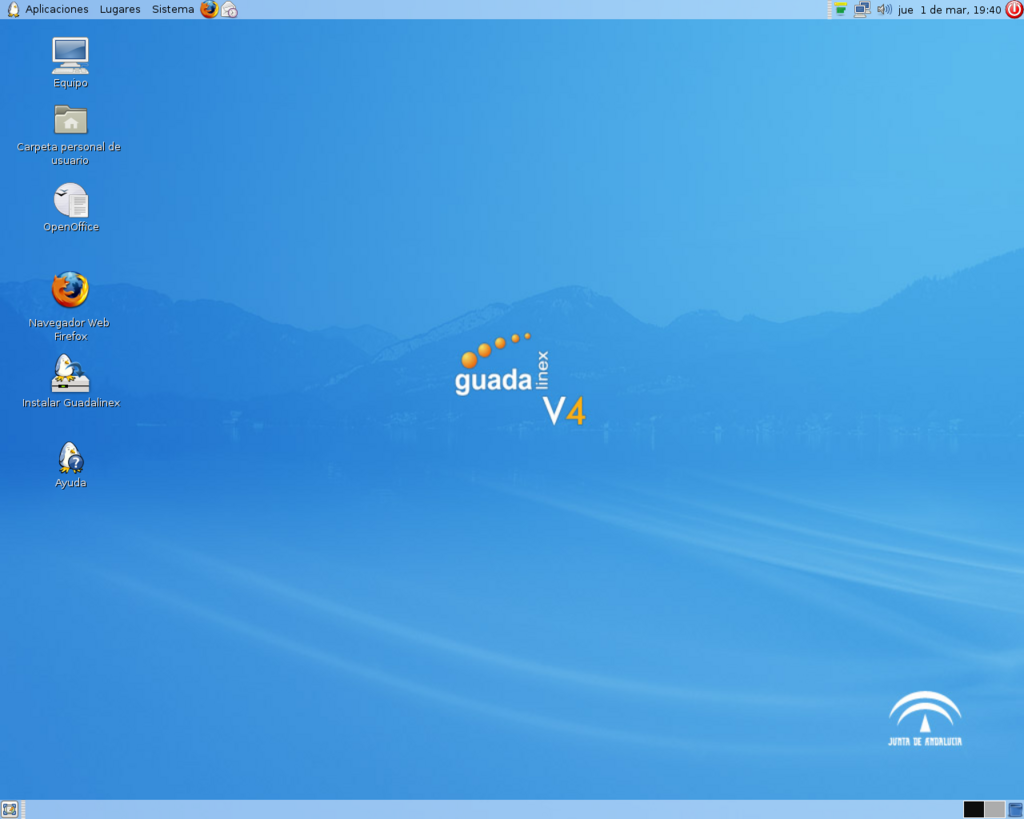 Aplicaciones Lugares Sistema jue 1 de mar, 19:40
Equipo
Carpeta personal de
usuario
OpenOffice
Navegador Web
Firefox
Instalar Guadalinex
Ayuda
guada
linex
V4
JUNTA DE ANDALUCIA